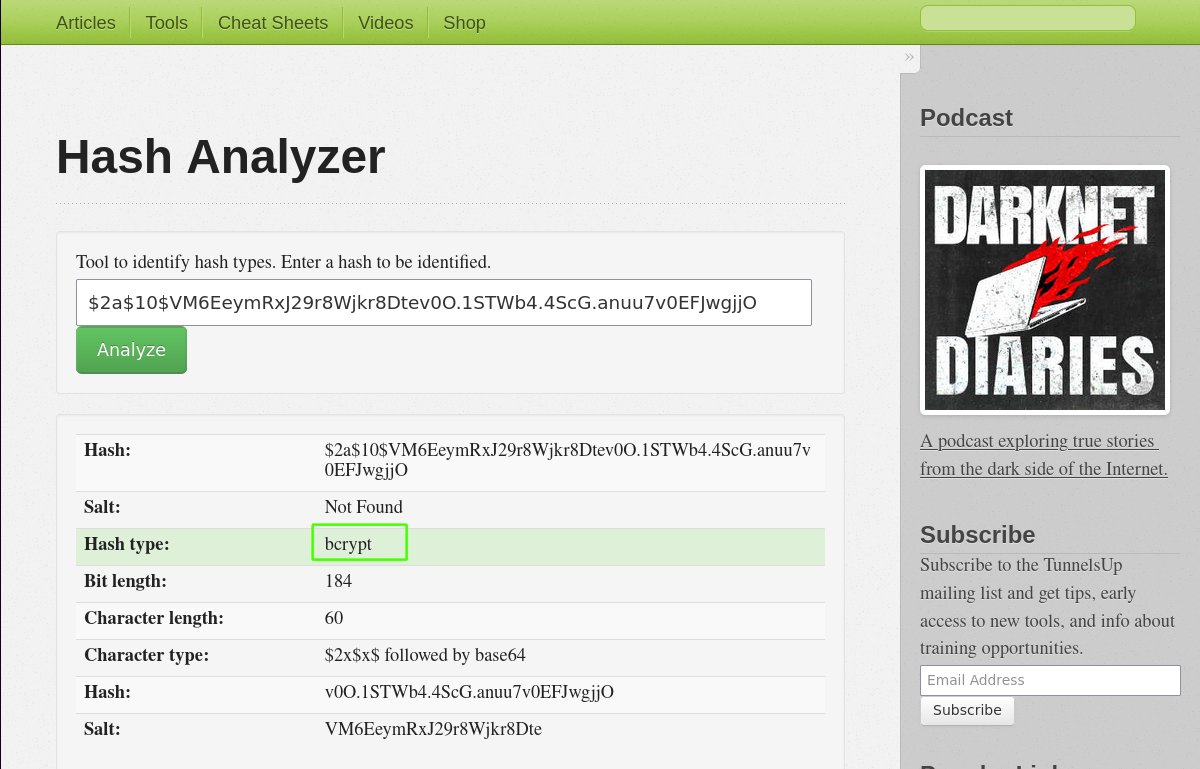 Articles Tools Cheat Sheets Videos Shop
»
Hash Analyzer
Tool to identify hash types. Enter a hash to be identified.
$2a$10$VM6EeymRxJ29r8Wjkr8Dtev0O.1STWb4.4ScG.anuu7v0EFJwgjjO
Analyze
Hash: $2a$10$VM6EeymRxJ29r8Wjkr8Dtev0O.1STWb4.4ScG.anuu7v
0EFJwgjjO
Salt: Not Found
Hash type: bcrypt
Bit length: 184
Character length: 60
Character type: $2x$x$ followed by base64
Hash: v0O.1STWb4.4ScG.anuu7v0EFJwgjjO
Salt: VM6EeymRxJ29r8Wjkr8Dte
Podcast
DARKNET
DIARIES
A podcast exploring true stories
from the dark side of the Internet.
Subscribe
Subscribe to the TunnelsUp
mailing list and get tips, early
access to new tools, and info about
training opportunities.
Email Address
Subscribe